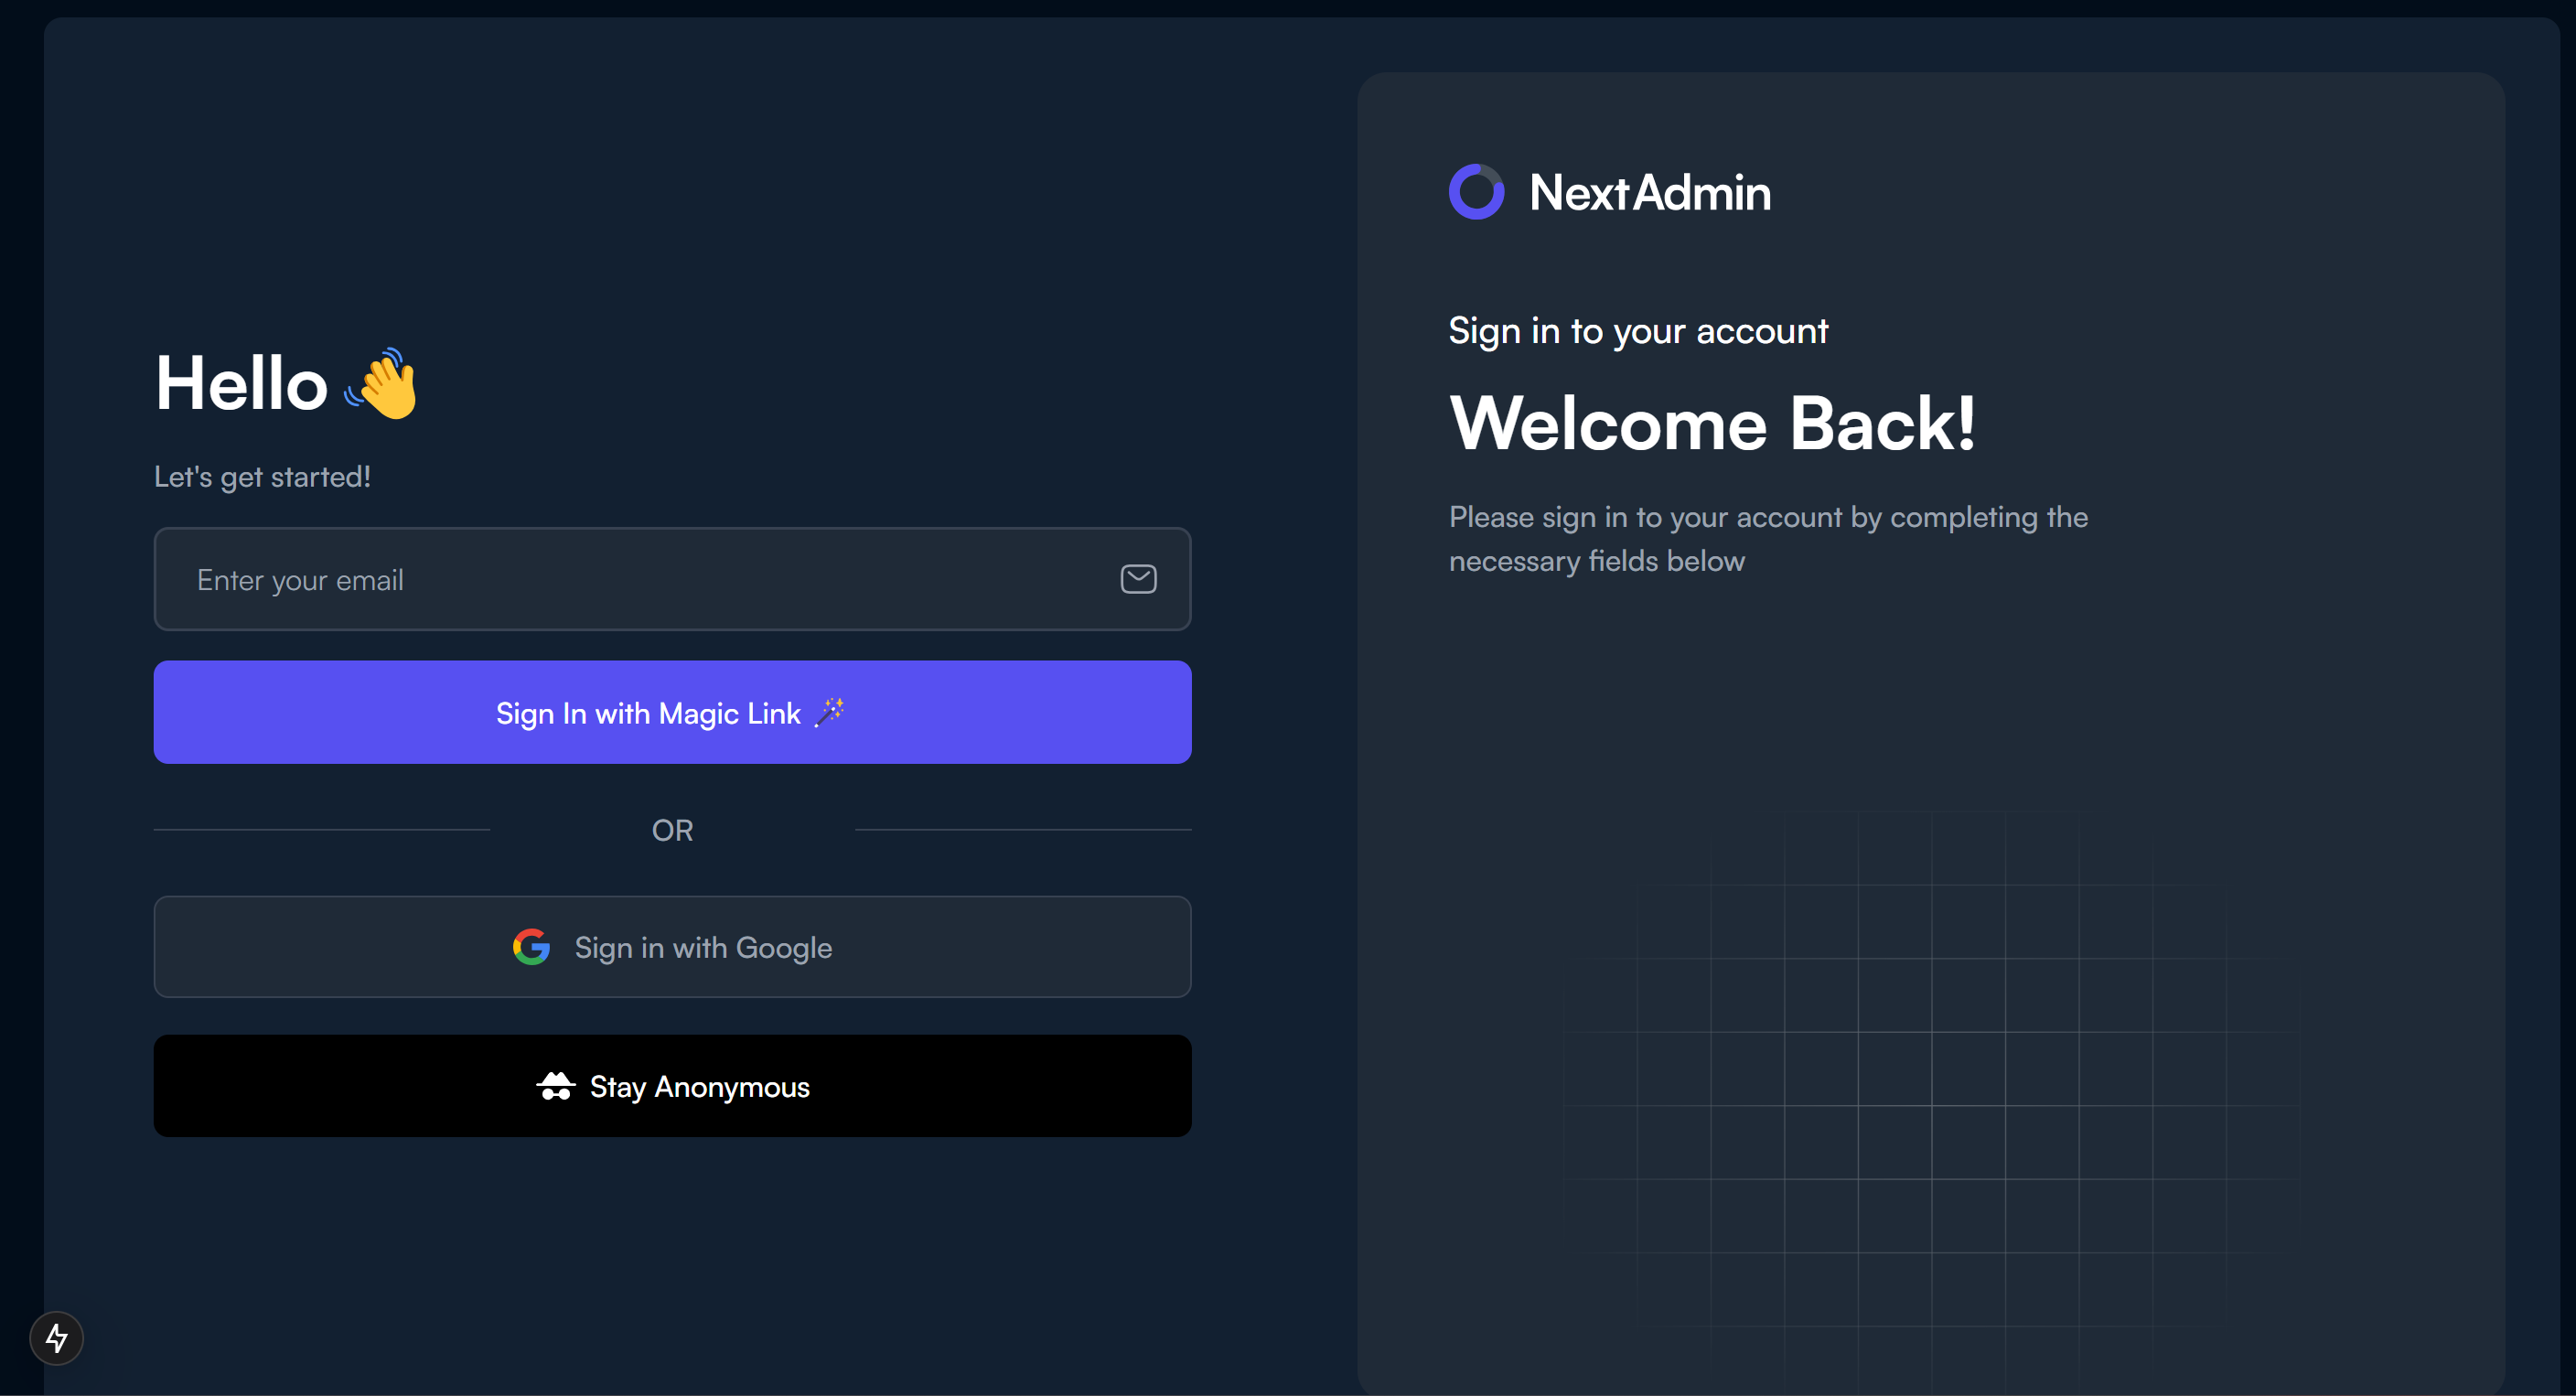 Hello 👋
Let's get started!
Enter your email
Sign In with Magic Link 🪄
OR
Sign in with Google
Stay Anonymous
NextAdmin
Sign in to your account
Welcome Back!
Please sign in to your account by completing the
necessary fields below